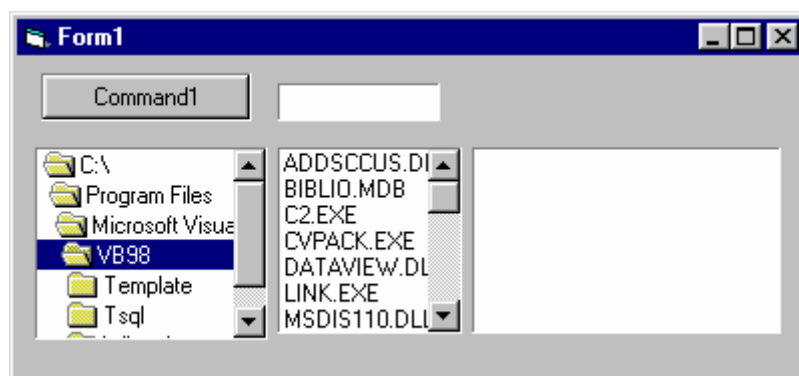 Form1
Command1
C:\
Program Files
Microsoft Visua
VB98
Template
Tsql
ADDSCCUS.DL
BIBLIO.MDB
C2.EXE
CVPACK.EXE
DATAVIEW.DL
LINK.EXE
MSDIS110.DLL